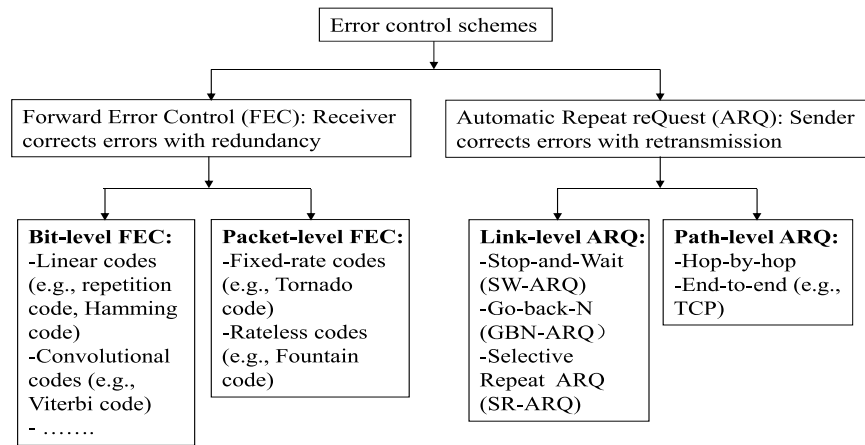 Error control schemes
Forward Error Control (FEC): Receiver
corrects errors with redundancy
Automatic Repeat reQuest (ARQ): Sender
corrects errors with retransmission
Bit-level FEC:
-Linear codes
(e.g., repetition
code, Hamming
code)
-Convolutional
codes (e.g.,
Viterbi code)
- …….
Packet-level FEC:
-Fixed-rate codes
(e.g., Tornado
code)
-Rateless codes
(e.g., Fountain
code)
Link-level ARQ:
-Stop-and-Wait
(SW-ARQ)
-Go-back-N
(GBN-ARQ）
-Selective
Repeat ARQ
(SR-ARQ)
Path-level ARQ:
-Hop-by-hop
-End-to-end (e.g.,
TCP)